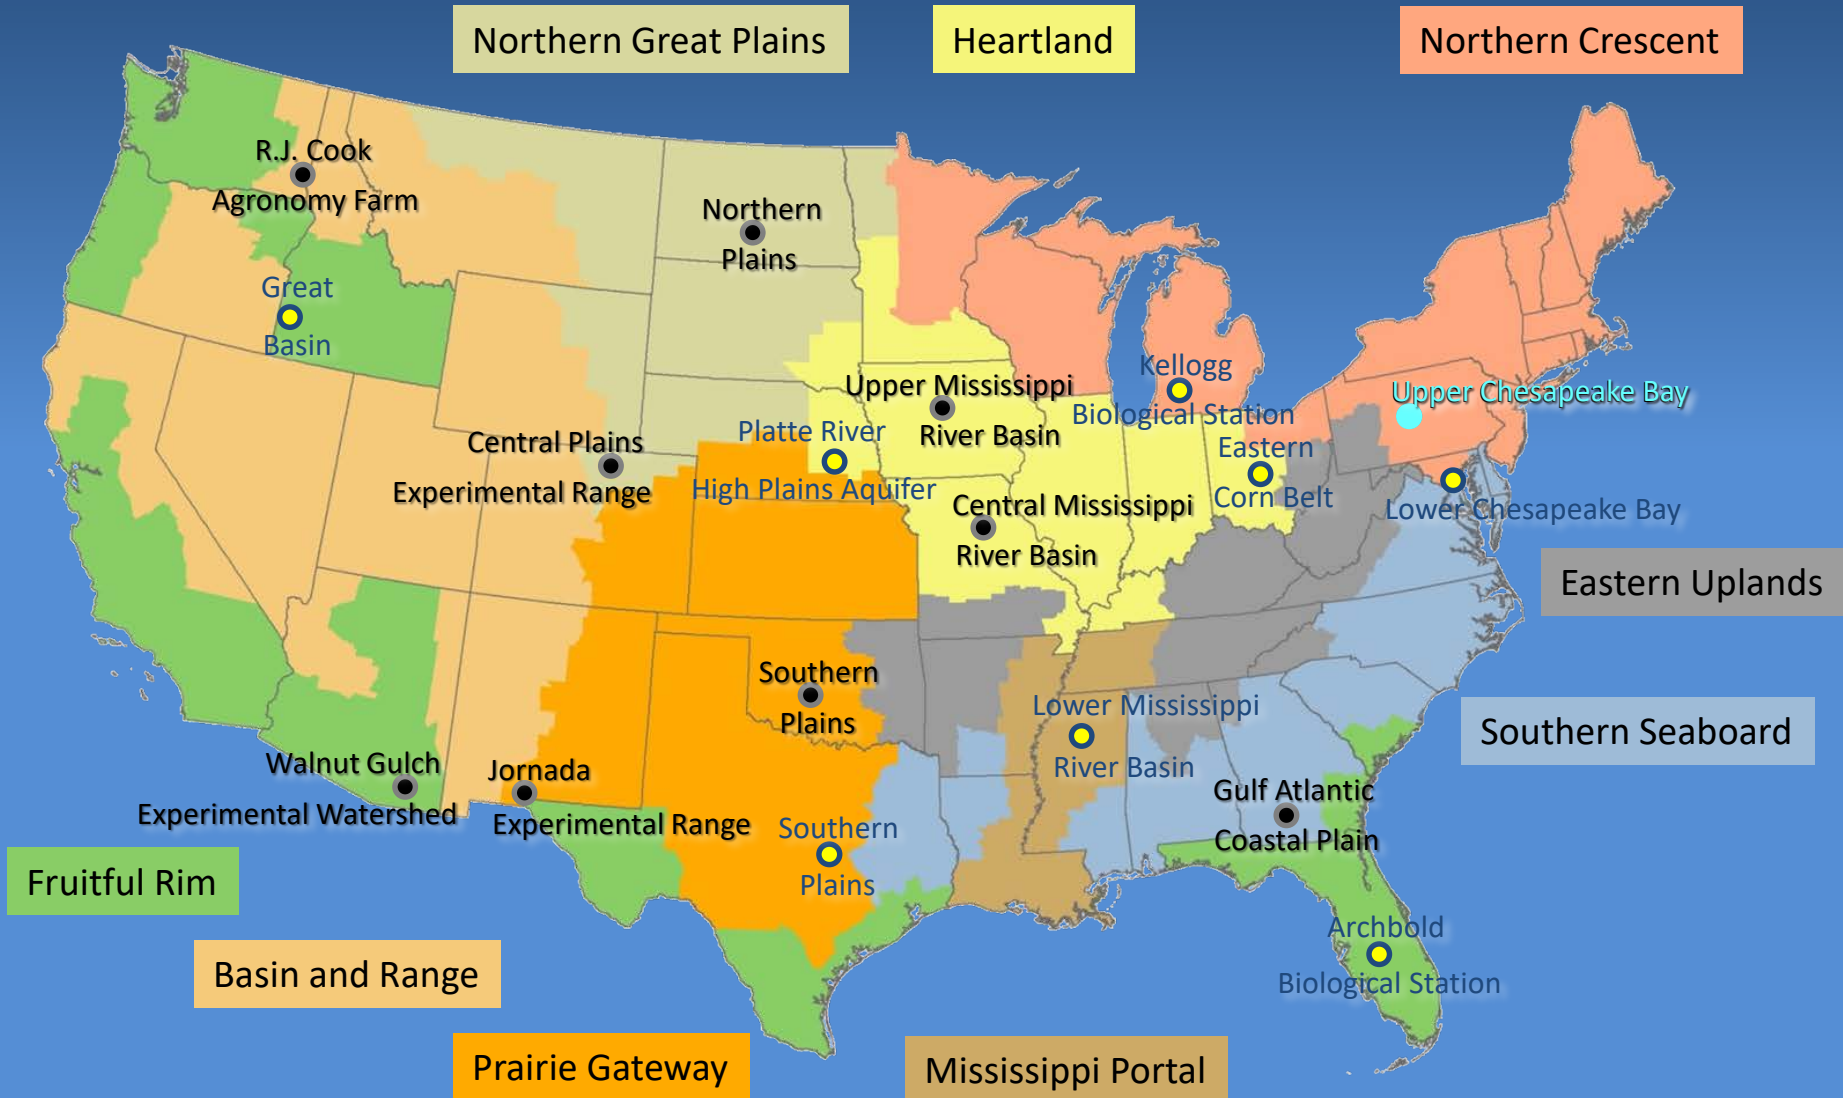 Northern Great Plains
Heartland
Northern Crescent
R.J. Cook
Agronomy Farm
Northern
Plains
Great
Basin
Kellogg
Biological Station
Upper Mississippi
River Basin
Upper Chesapeake Bay
Central Plains
Experimental Range
Platte River
High Plains Aquifer
Eastern
Corn Belt
Central Mississippi
River Basin
Lower Chesapeake Bay
Eastern Uplands
Southern
Plains
Lower Mississippi
River Basin
Southern Seaboard
Walnut Gulch
Experimental Watershed
Jornada
Experimental Range
Southern
Plains
Gulf Atlantic
Coastal Plain
Fruitful Rim
Archbold
Biological Station
Basin and Range
Prairie Gateway
Mississippi Portal